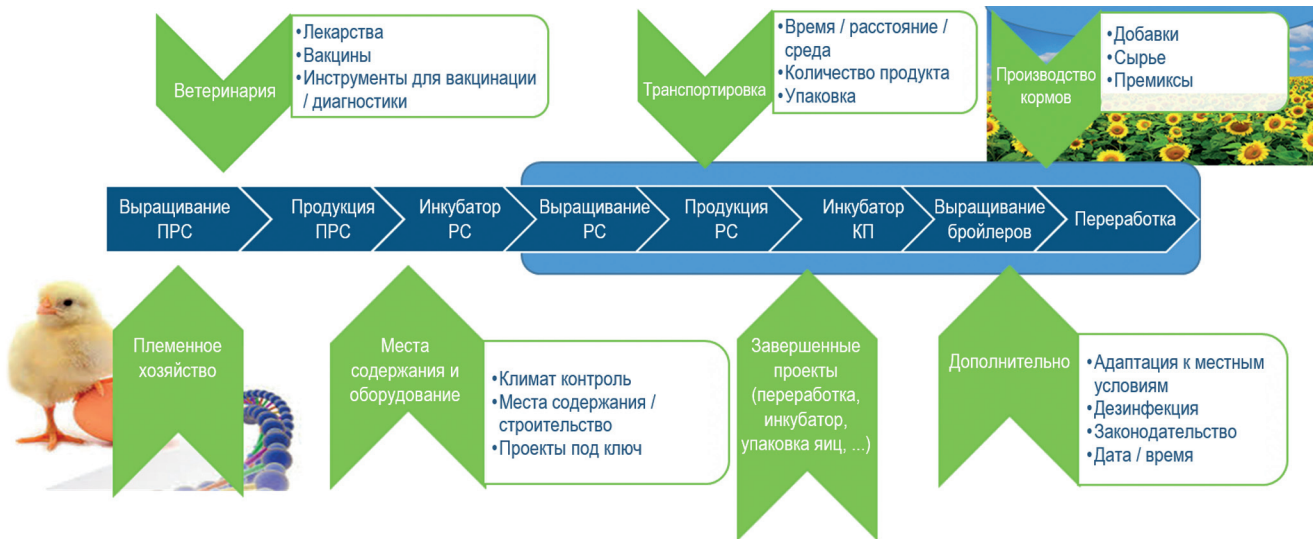 Ветеринария
•Лекарства
•Вакцины
•Инструменты для вакцинации
/ диагностики
Транспортировка
•Время / расстояние /
среда
•Количество продукта
•Упаковка
Производство
кормов
•Добавки
•Сырье
•Премиксы
Выращивание
ПРС
Продукция
ПРС
Инкубатор
РС
Выращивание
РС
Продукция
РС
Инкубатор
КП
Выращивание
бройлеров
Переработка
Племенное
хозяйство
Места
содержания и
оборудование
•Климат контроль
•Места содержания /
строительство
•Проекты под ключ
Завершенные
проекты
(переработка,
инкубатор,
упаковка яиц, ...)
Дополнительно
•Адаптация к местным
условиям
•Дезинфекция
•Законодательство
•Дата / время